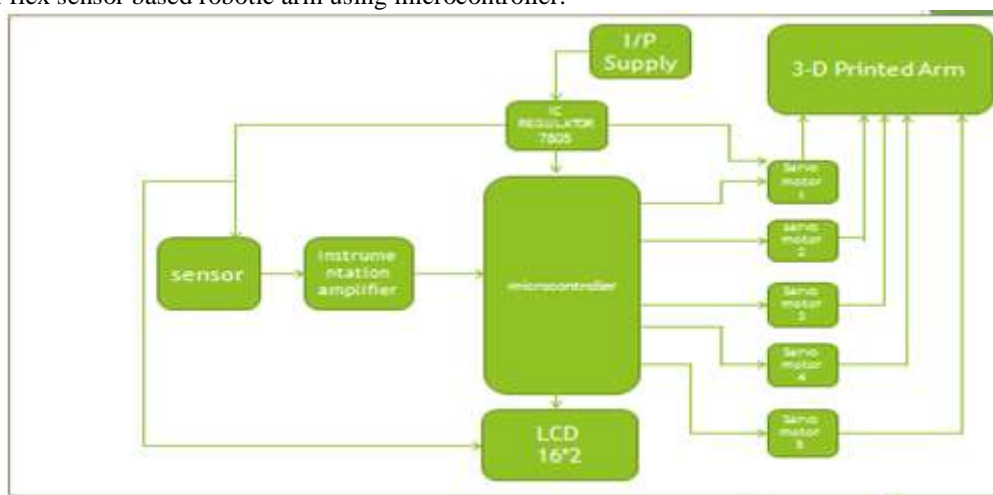 flex sensor based robotic arm using microcontroller.
I/P
Supply
3-D Printed Arm
IC
REGULATOR
7805
Servo
motor
1
sensor
instrume
ntation
amplifier
microcontroller
servo
motor
2
Servo
motor
3
Servo
motor
4
Servo
motor
5
LCD
16*2